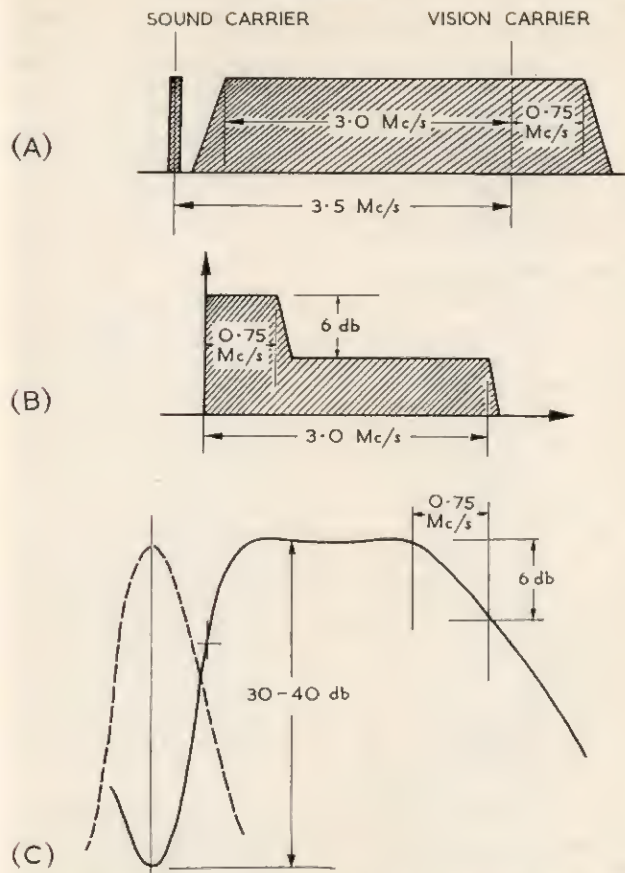 SOUND CARRIER
VISION CARRIER
(A)
3·0 Mc/s
0·75
Mc/s
3·5 Mc/s
(B)
0·75
Mc/s
6 db
3·0 Mc/s
(C)
0·75
Mc/s
6 db
30-40 db